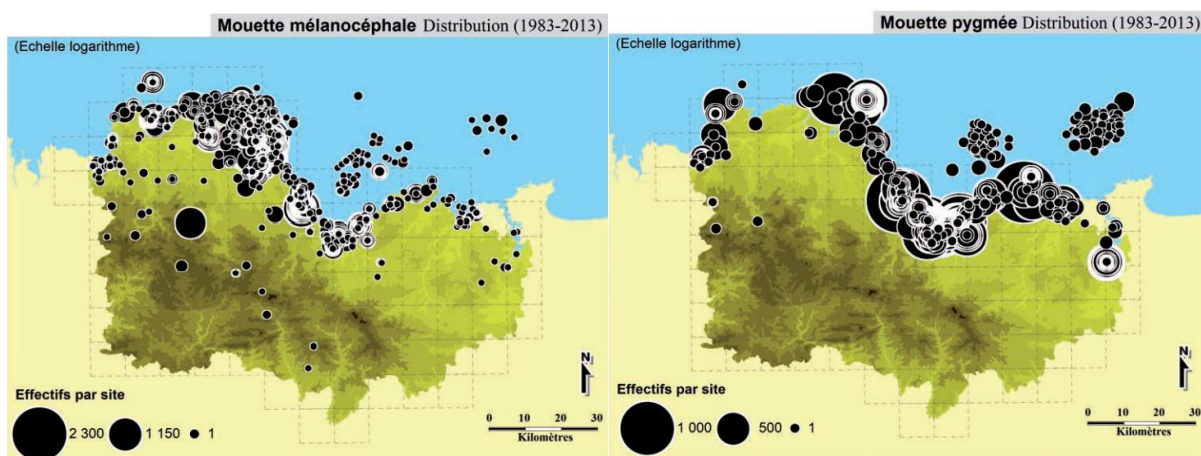 Mouette mélanocéphale Distribution (1983-2013)
(Echelle logarithme)
N
Effectifs par site
2 300 1 150 1
0 10 20 30
Kilomètres
Mouette pygmée Distribution (1983-2013)
(Echelle logarithme)
N
Effectifs par site
1 000 500 1
0 10 20 30
Kilomètres